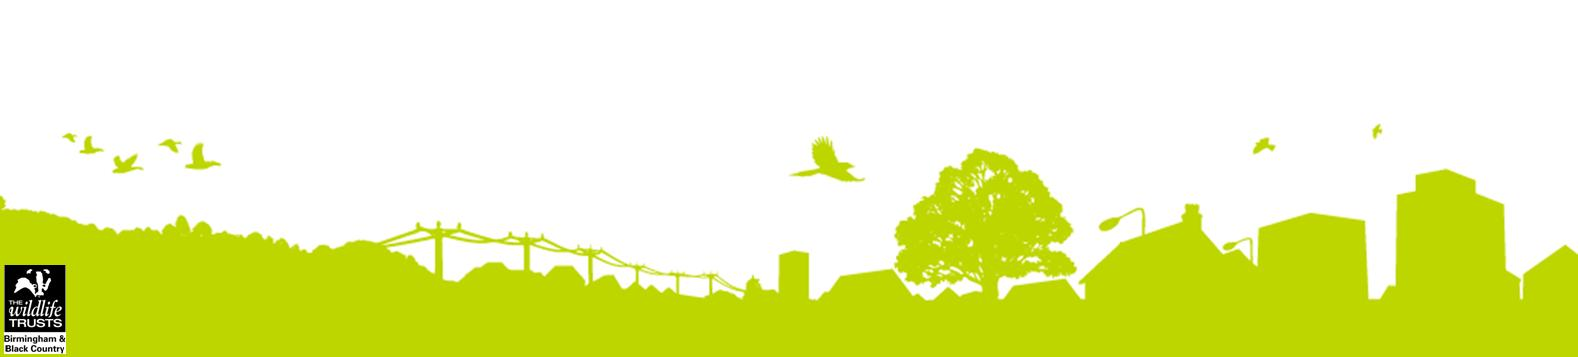 THE
wildlife
TRUSTS
Birmingham &
Black Country